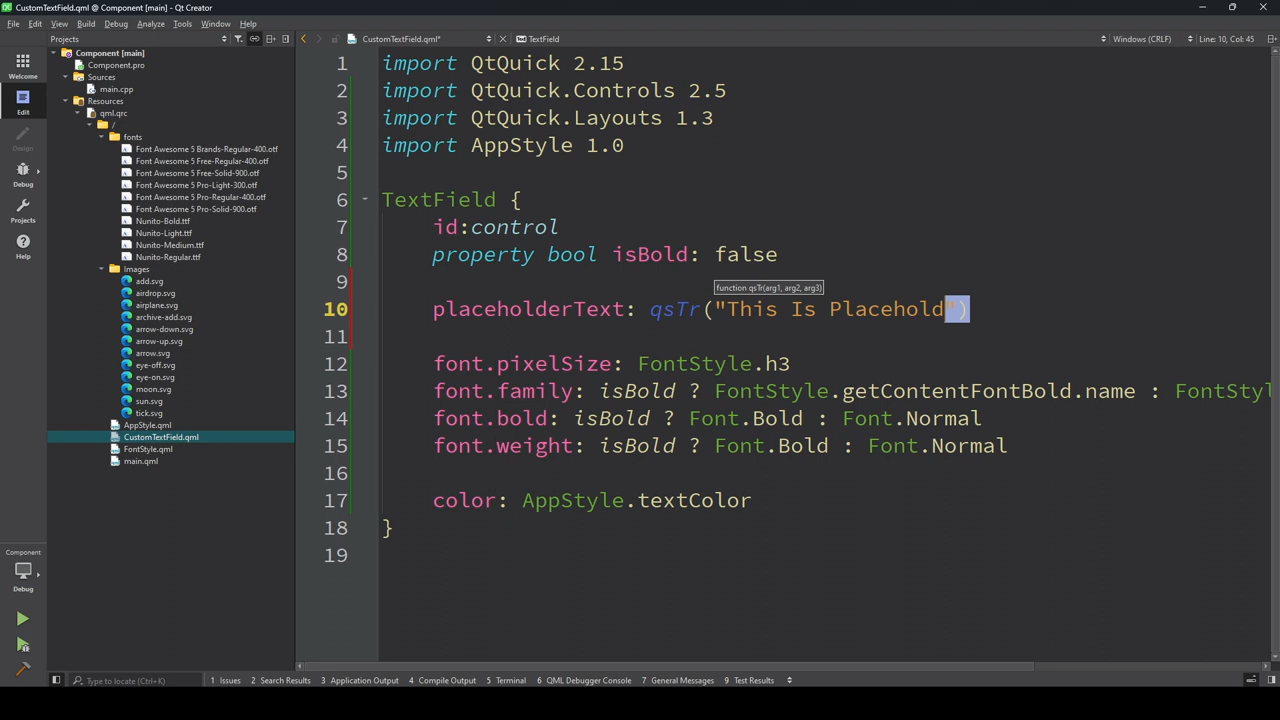 CustomTextField.qml @ Component [main] - Qt Creator
File Edit View Build Debug Analyze Tools Window Help
Projects
CustomTextField.qml*
TextField
Windows (CRLF)
Line: 10, Col: 45
Welcome
Edit
Design
Debug
Projects
Help
Component [main]
Component.pro
Sources
main.cpp
Resources
qml.qrc
/
fonts
Font Awesome 5 Brands-Regular-400.otf
Font Awesome 5 Free-Regular-400.otf
Font Awesome 5 Free-Solid-900.otf
Font Awesome 5 Pro-Light-300.otf
Font Awesome 5 Pro-Regular-400.otf
Font Awesome 5 Pro-Solid-900.otf
Nunito-Bold.ttf
Nunito-Light.ttf
Nunito-Medium.ttf
Nunito-Regular.ttf
Images
add.svg
airdrop.svg
airplane.svg
archive-add.svg
arrow-down.svg
arrow-up.svg
arrow.svg
eye-off.svg
eye-on.svg
moon.svg
sun.svg
tick.svg
AppStyle.qml
CustomTextField.qml
FontStyle.qml
main.qml
1 import QtQuick 2.15
2 import QtQuick.Controls 2.5
3 import QtQuick.Layouts 1.3
4 import AppStyle 1.0
5
6 TextField {
7 id:control
8 property bool isBold: false
9
function qsTr(arg1, arg2, arg3)
10 placeholderText: qsTr("This Is Placehold")
11
12 font.pixelSize: FontStyle.h3
13 font.family: isBold ? FontStyle.getContentFontBold.name : FontStyl
14 font.bold: isBold ? Font.Bold : Font.Normal
15 font.weight: isBold ? Font.Bold : Font.Normal
16
17 color: AppStyle.textColor
18 }
19
Component
Debug
Type to locate (Ctrl+K)
1 Issues 2 Search Results 3 Application Output 4 Compile Output 5 Terminal 6 QML Debugger Console 7 General Messages 9 Test Results